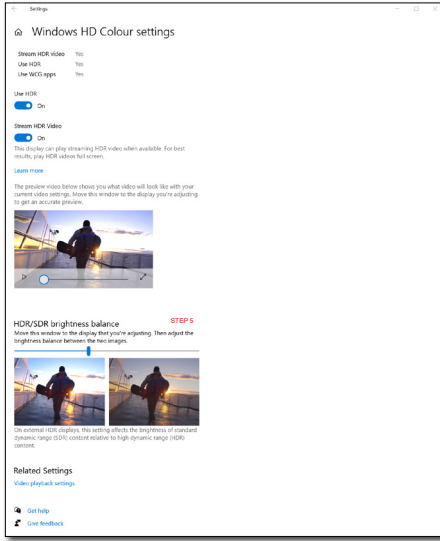 Settings
Windows HD Colour settings
Stream HDR video Yes
Use HDR Yes
Use WCG apps Yes
Use HDR
On
Stream HDR Video
On
This display can play streaming HDR video when available. For best
results, play HDR videos full screen.
Learn more
The preview video below shows you what video will look like with your
current video settings. Move this window to the display you're adjusting
to get an accurate preview.
STEP 5
HDR/SDR brightness balance
Move this window to the display that you're adjusting. Then adjust the
brightness balance between the two images.
On external HDR displays, this setting affects the brightness of standard
dynamic range (SDR) content relative to high dynamic range (HDR)
content.
Related Settings
Video playback settings
Get help
Give feedback